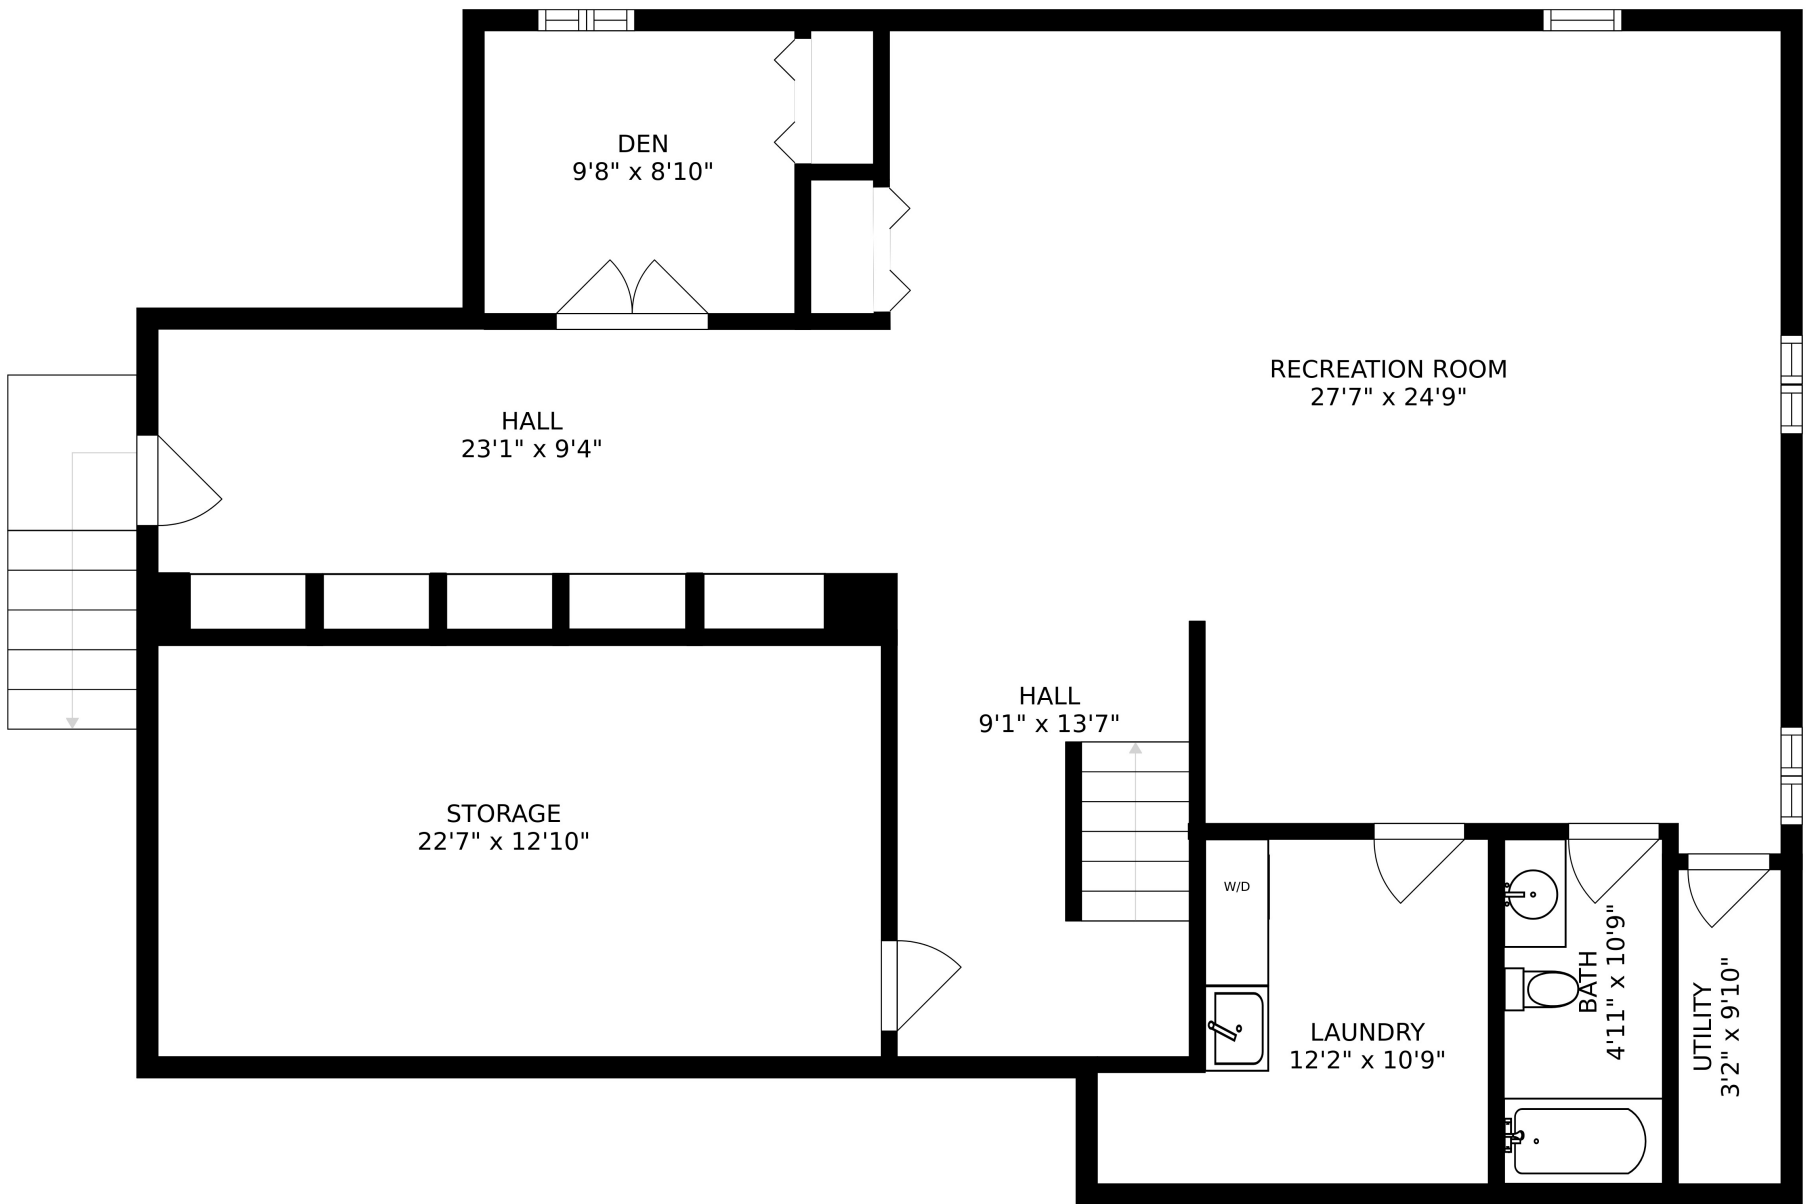 DEN
9'8" x 8'10"
RECREATION ROOM
27'7" x 24'9"
HALL
23'1" x 9'4"
HALL
9'1" x 13'7"
STORAGE
22'7" x 12'10"
W/D
LAUNDRY
12'2" x 10'9"
BATH
4'11" x 10'9"
UTILITY
3'2" x 9'10"